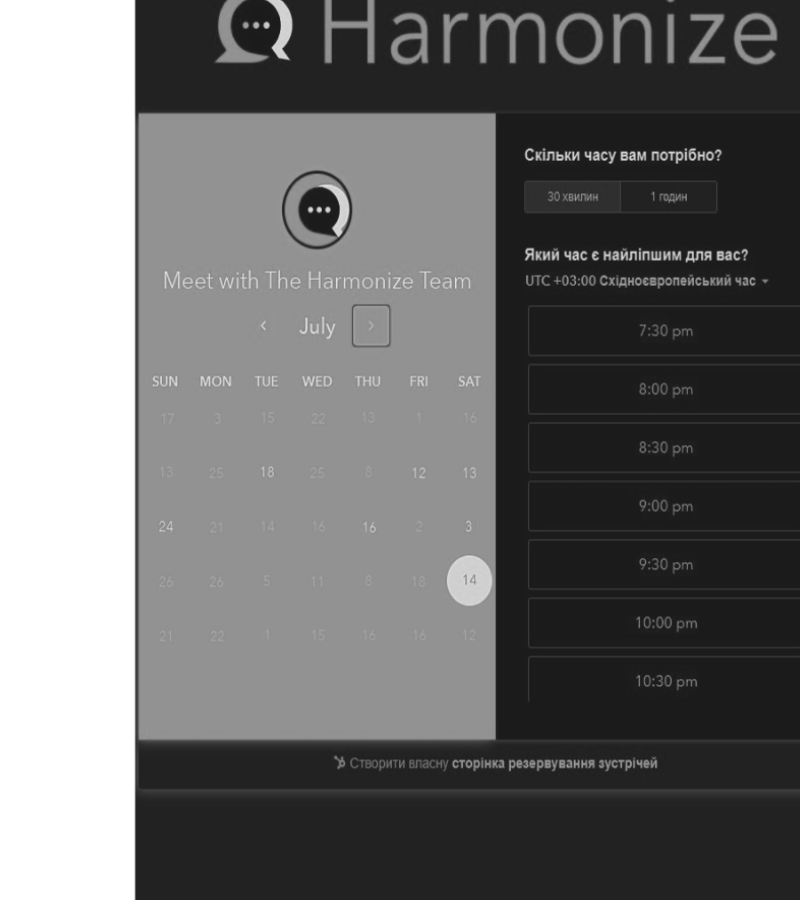 Harmonize
Meet with The Harmonize Team
July
SUN MON TUE WED THU FRI SAT
17 3 15 22 13 1 16
13 25 18 25 8 12 13
24 21 14 16 16 2 3
26 26 5 11 8 18 14
21 22 1 15 16 16 12
Скільки часу вам потрібно?
30 хвилин 1 годин
Який час є найліпшим для вас?
UTC +03:00 Східноєвропейський час
7:30 pm
8:00 pm
8:30 pm
9:00 pm
9:30 pm
10:00 pm
10:30 pm
Створити власну сторінка резервування зустрічей